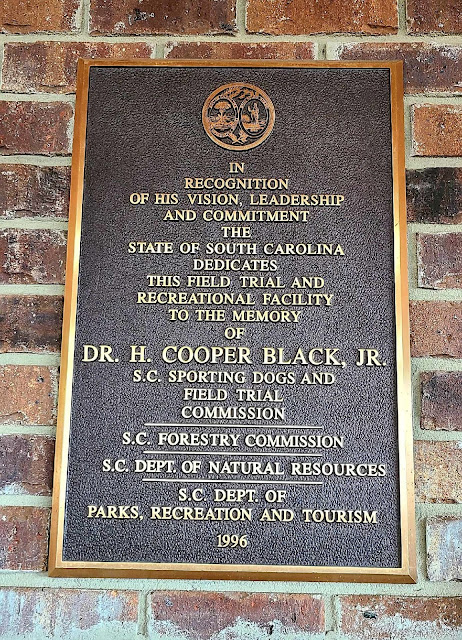 IN
RECOGNITION
OF HIS VISION, LEADERSHIP
AND COMMITMENT
THE
STATE OF SOUTH CAROLINA
DEDICATES
THIS FIELD TRIAL AND
RECREATIONAL FACILITY
TO THE MEMORY
OF
DR. H. COOPER BLACK, JR.
S.C. SPORTING DOGS AND
FIELD TRIAL
COMMISSION
S.C. FORESTRY COMMISSION
S.C. DEPT. OF NATURAL RESOURCES
S.C. DEPT. OF
PARKS, RECREATION AND TOURISM
1996